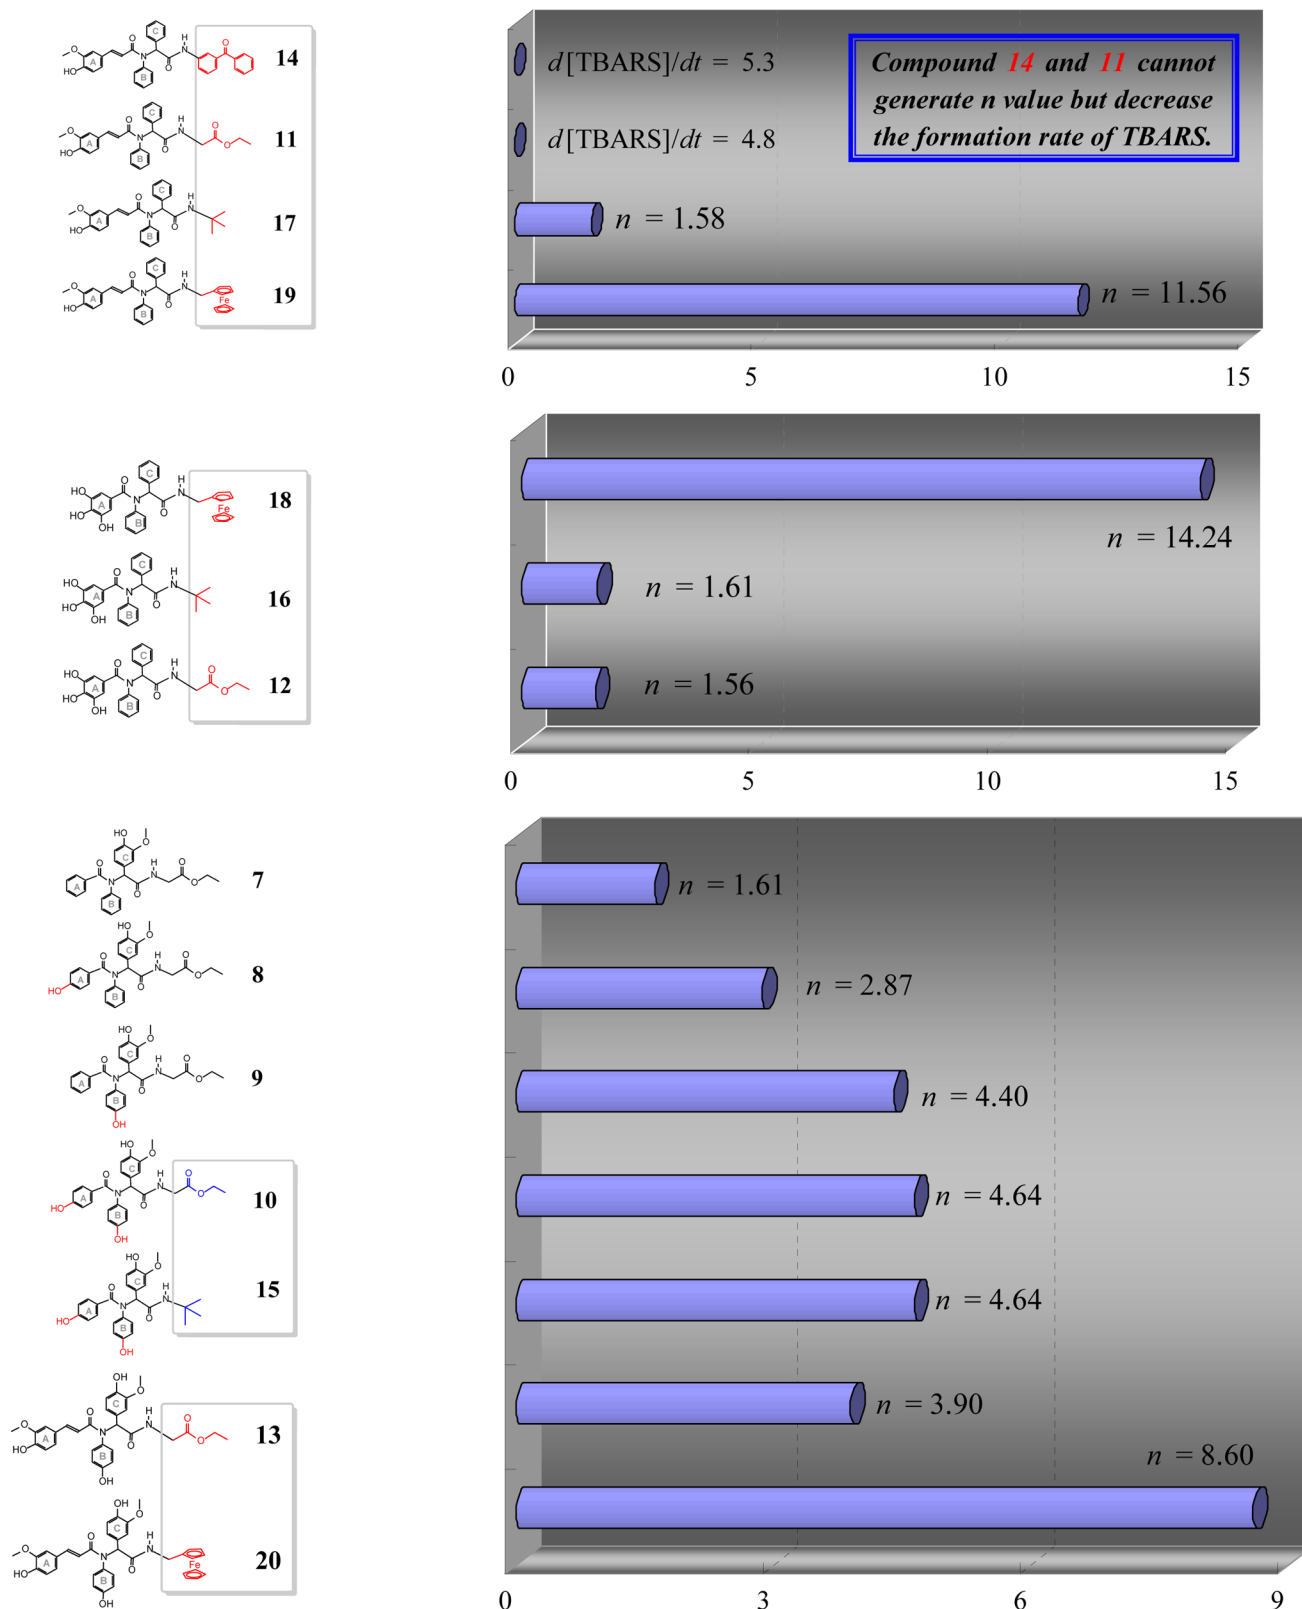 14
d[TBARS]/dt = 5.3
Compound 14 and 11 cannot
generate n value but decrease
the formation rate of TBARS.
11
d[TBARS]/dt = 4.8
17
n = 1.58
19
n = 11.56
0 5 10 15
18
n = 14.24
16
n = 1.61
12
n = 1.56
0 5 10 15
7
n = 1.61
8
n = 2.87
9
n = 4.40
10
n = 4.64
15
n = 4.64
13
n = 3.90
20
n = 8.60
0 3 6 9